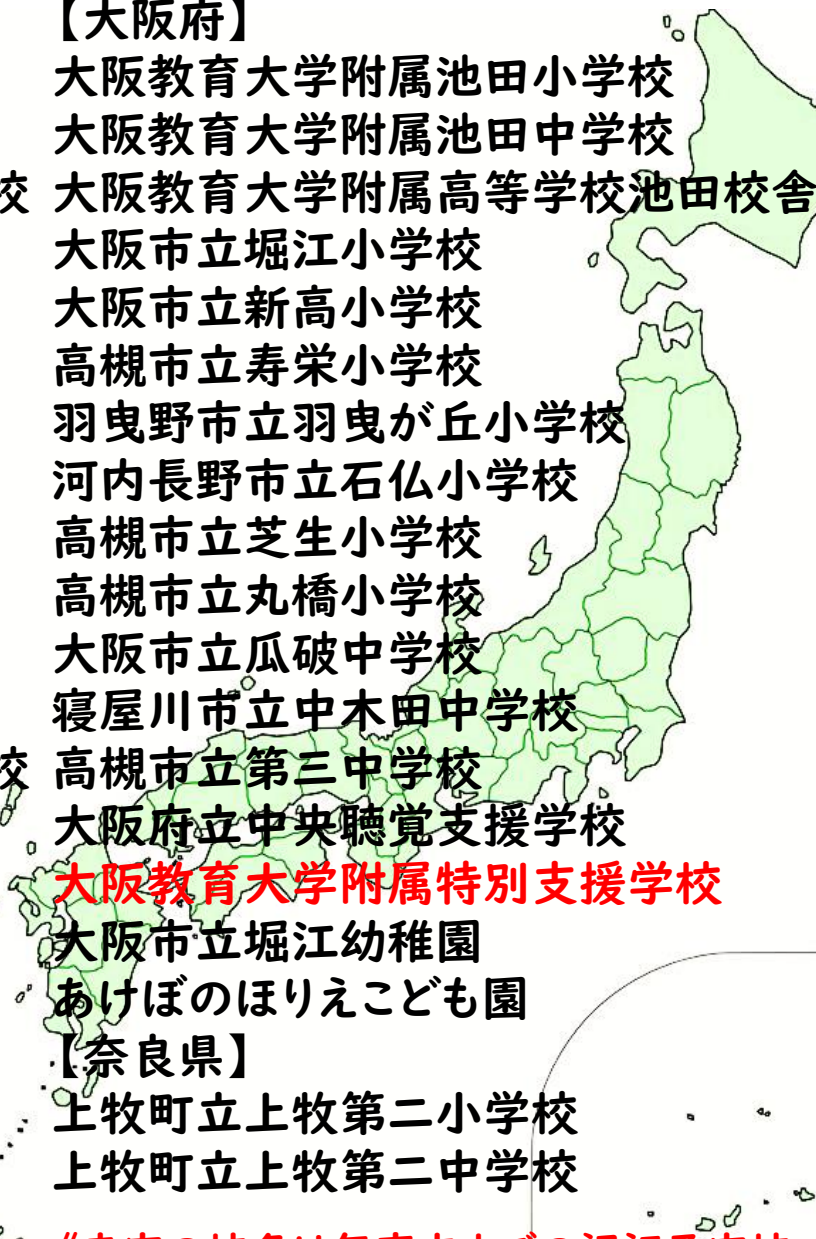 【大阪府】
大阪教育大学附属池田小学校
大阪教育大学附属池田中学校
校 大阪教育大学附属高等学校池田校舎
大阪市立堀江小学校
大阪市立新高小学校
高槻市立寿栄小学校
羽曳野市立羽曳が丘小学校
河内長野市立石仏小学校
高槻市立芝生小学校
高槻市立丸橋小学校
大阪市立瓜破中学校
寝屋川市立中木田中学校
校 高槻市立第三中学校
大阪府立中央聴覚支援学校
大阪教育大学附属特別支援学校
大阪市立堀江幼稚園
あけぼのほりえこども園
【奈良県】
上牧町立上牧第二小学校
上牧町立上牧第二中学校